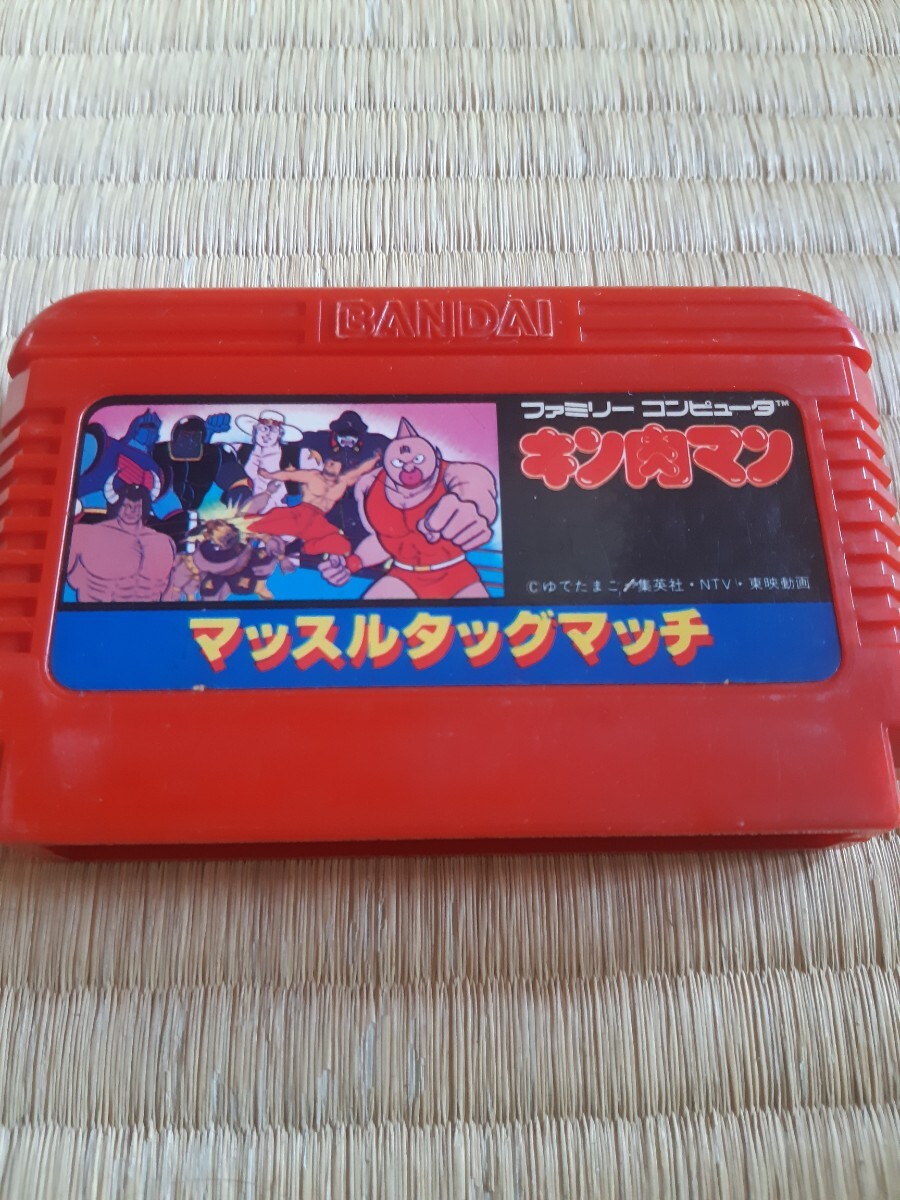 BANDAI
ファミリー コンピュータ™
キン肉マン
肉
©ゆでたまご/集英社・NTV・東映動画
マッスルタッグマッチ